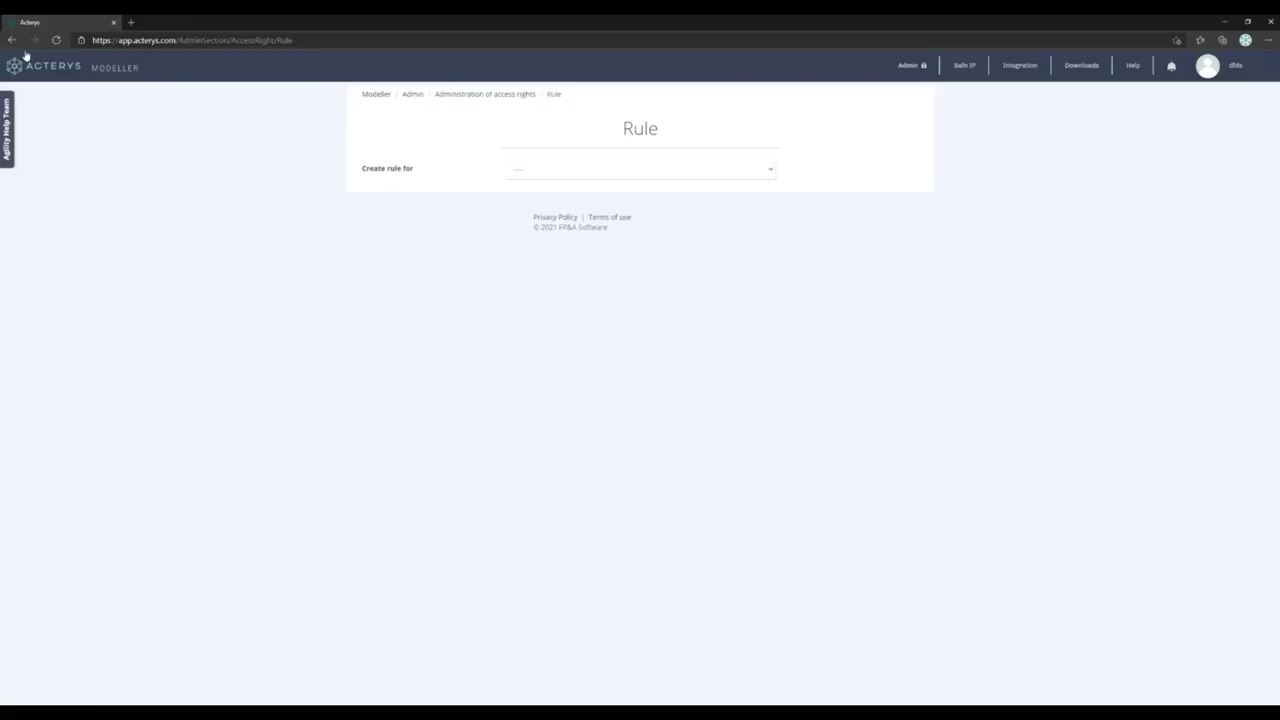 Acterys
https://app.acterys.com/AdminSection/AccessRight/Rule
ACTERYS MODELLER
Admin
Safe IP
Integration
Downloads
Help
dfds
Agility Help Team
Modeller / Admin / Administration of access rights / Rule
Rule
Create rule for
----
Privacy Policy | Terms of use
© 2021 FP&A Software